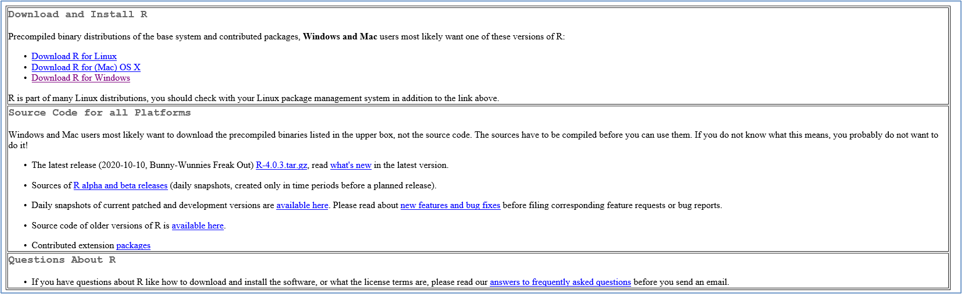 Download and Install R
Precompiled binary distributions of the base system and contributed packages, Windows and Mac users most likely want one of these versions of R:
• Download R for Linux
• Download R for (Mac) OS X
• Download R for Windows
R is part of many Linux distributions, you should check with your Linux package management system in addition to the link above.
Source Code for all Platforms
Windows and Mac users most likely want to download the precompiled binaries listed in the upper box, not the source code. The sources have to be compiled before you can use them. If you do not know what this means, you probably do not want to
do it!
• The latest release (2020-10-10, Bunny-Wunnies Freak Out) R-4.0.3.tar.gz, read what's new in the latest version.
• Sources of R alpha and beta releases (daily snapshots, created only in time periods before a planned release).
• Daily snapshots of current patched and development versions are available here. Please read about new features and bug fixes before filing corresponding feature requests or bug reports.
• Source code of older versions of R is available here.
• Contributed extension packages
Questions About R
• If you have questions about R like how to download and install the software, or what the license terms are, please read our answers to frequently asked questions before you send an email.